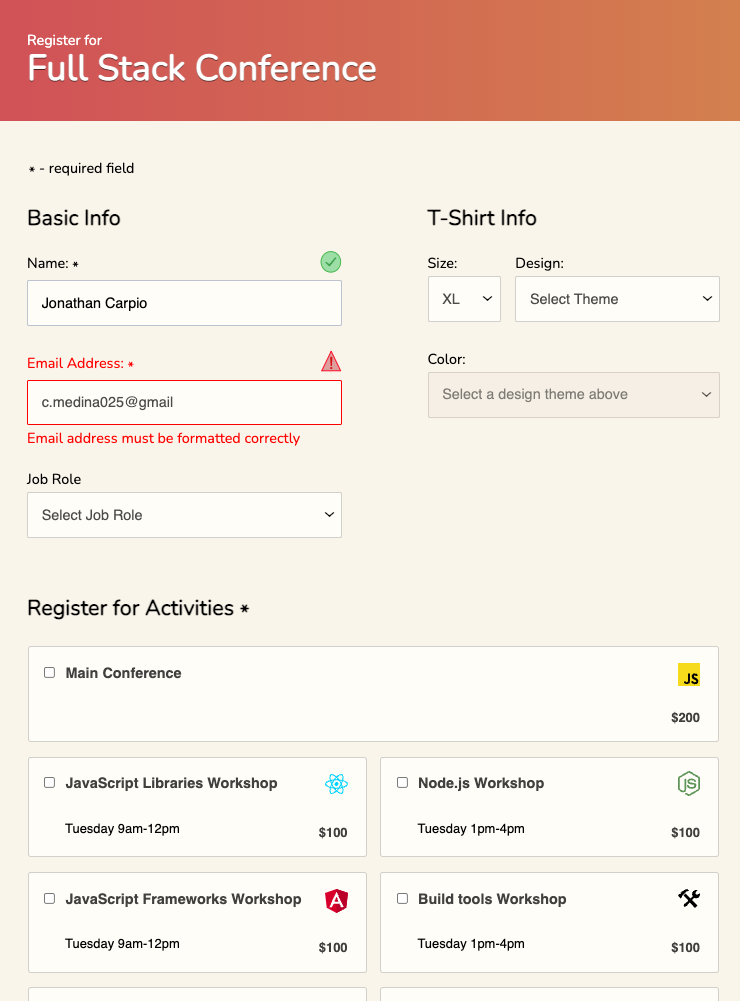 Register for
Full Stack Conference
* - required field
Basic Info
Name: *
Jonathan Carpio
Email Address: *
c.medina025@gmail
Email address must be formatted correctly
Job Role
Select Job Role
T-Shirt Info
Size:
XL
Design:
Select Theme
Color:
Select a design theme above
Register for Activities *
Main Conference
JS
$200
JavaScript Libraries Workshop
Tuesday 9am-12pm
$100
Node.js Workshop
JS
Tuesday 1pm-4pm
$100
JavaScript Frameworks Workshop
A
Tuesday 9am-12pm
$100
Build tools Workshop
Tuesday 1pm-4pm
$100